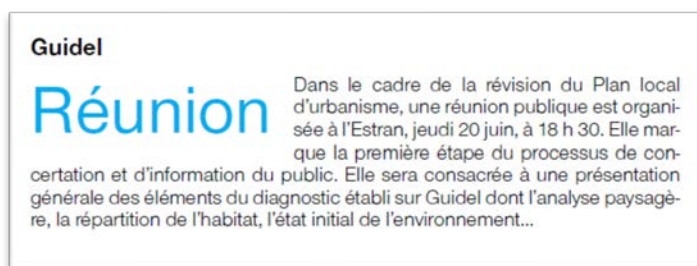 Guidel
Réunion
Dans le cadre de la révision du Plan local
d'urbanisme, une réunion publique est organi-
sée à l'Estran, jeudi 20 juin, à 18 h 30. Elle mar-
que la première étape du processus de con-
certation et d'information du public. Elle sera consacrée à une présentation
générale des éléments du diagnostic établi sur Guidel dont l'analyse paysagè-
re, la répartition de l'habitat, l'état initial de l'environnement...